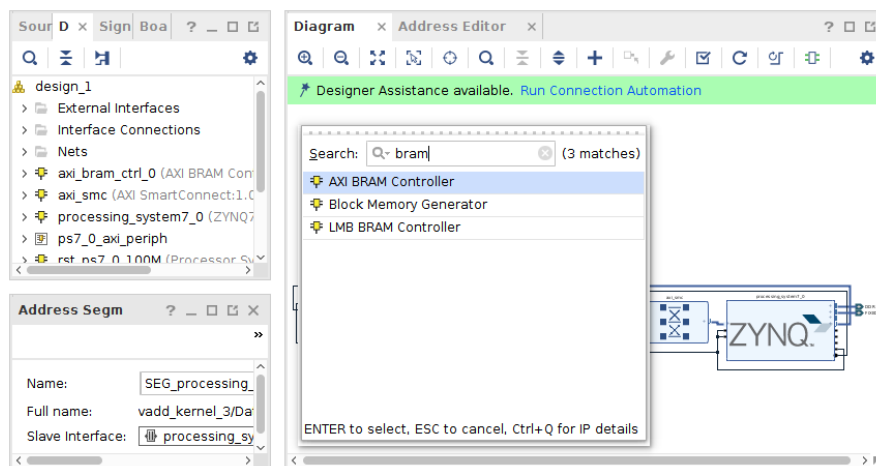 Sour D × Sign Boa ?
design_1
External Interfaces
Interface Connections
Nets
axi_bram_ctrl_0 (AXI BRAM Con
axi_smc (AXI SmartConnect:1.0
processing_system7_0 (ZYNQ7
ps7_0_axi_periph
rst_ps7_0_100M (Processor Sy
Address Segm ?
»
Name: SEG_processing_
Full name: vadd_kernel_3/Da
Slave Interface: processing_sy
Diagram × Address Editor × ?
Designer Assistance available. Run Connection Automation
Search: bram (3 matches)
AXI BRAM Controller
Block Memory Generator
LMB BRAM Controller
ENTER to select, ESC to cancel, Ctrl+Q for IP details
axi_smc
processing_system7_0
ZYNQ
DDR